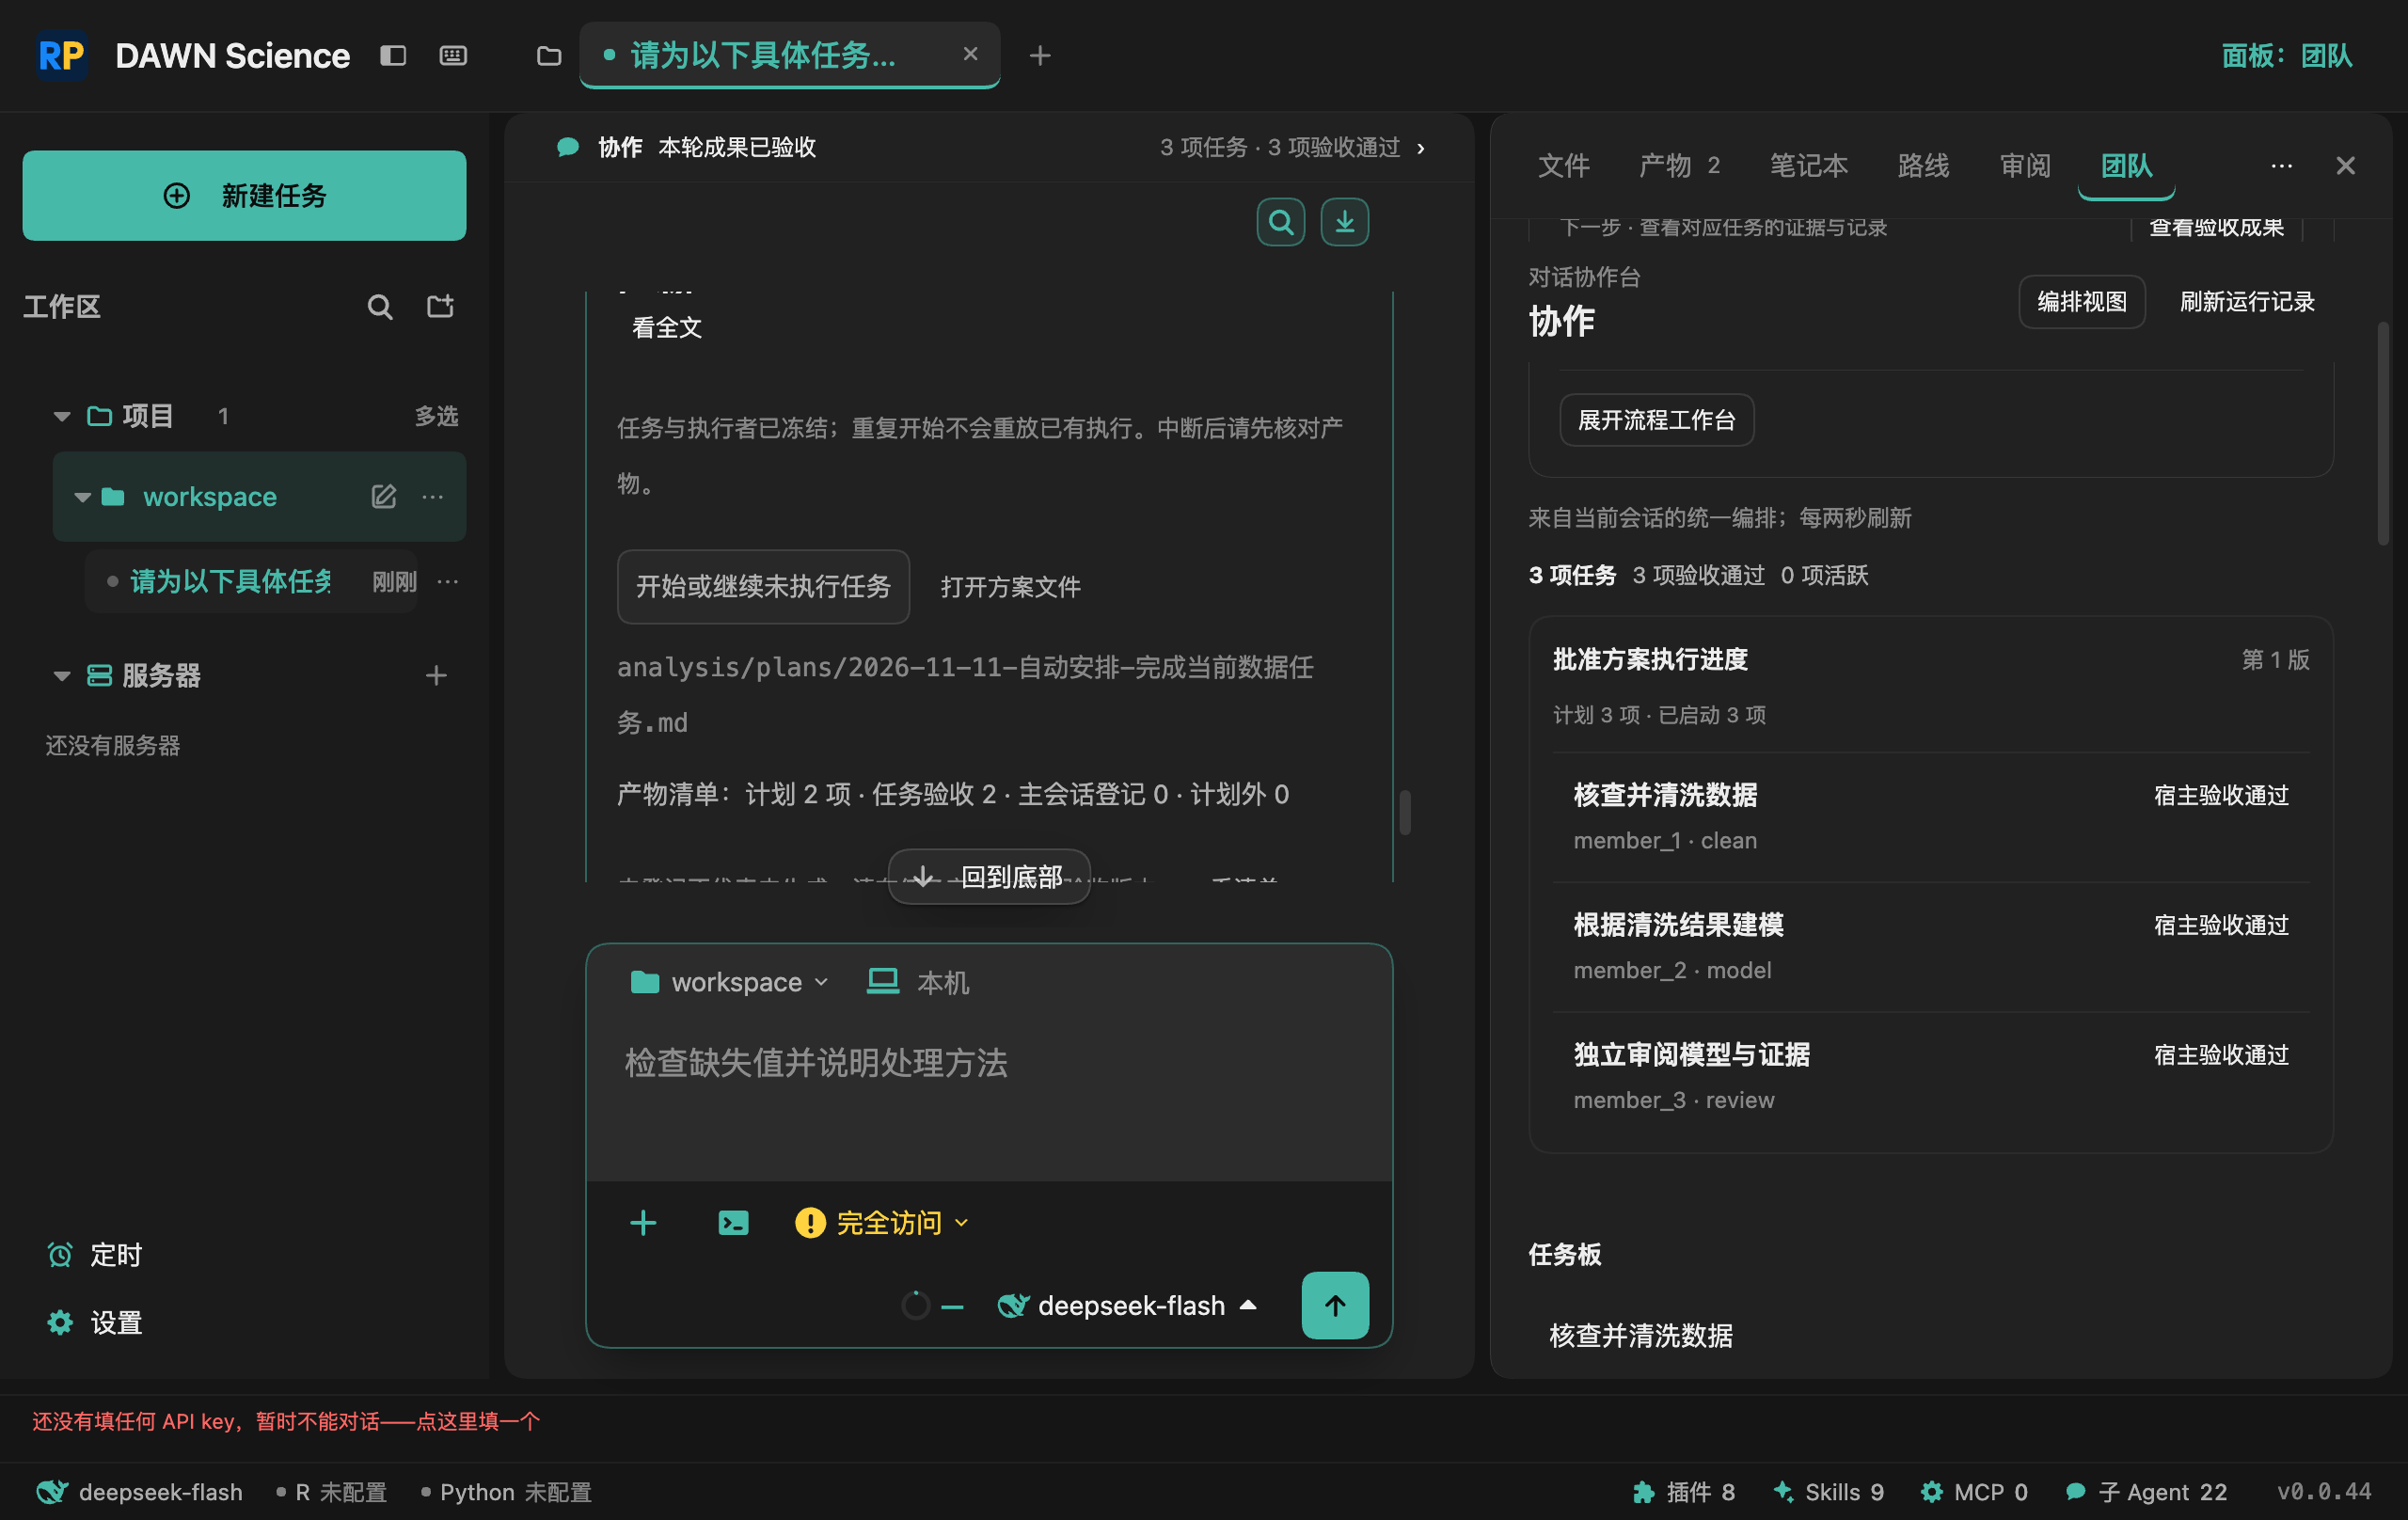 RP DAWN Science
请为以下具体任务...
面板：团队
新建任务
工作区
项目 1 多选
workspace
请为以下具体任务 刚刚
服务器
还没有服务器
定时
设置
协作 本轮成果已验收
3 项任务 · 3 项验收通过
看全文
任务与执行者已冻结；重复开始不会重放已有执行。中断后请先核对产
物。
开始或继续未执行任务 打开方案文件
analysis/plans/2026-11-11-自动安排-完成当前数据任
务.md
产物清单：计划 2 项 · 任务验收 2 · 主会话登记 0 · 计划外 0
回到底部
workspace 本机
检查缺失值并说明处理方法
完全访问
deepseek-flash
文件 产物 2 笔记本 路线 审阅 团队
下一步 · 查看对应任务的证据与记录
查看验收成果
对话协作台
协作
编排视图 刷新运行记录
展开流程工作台
来自当前会话的统一编排；每两秒刷新
3 项任务 3 项验收通过 0 项活跃
批准方案执行进度 第 1 版
计划 3 项 · 已启动 3 项
核查并清洗数据 宿主验收通过
member_1 · clean
根据清洗结果建模 宿主验收通过
member_2 · model
独立审阅模型与证据 宿主验收通过
member_3 · review
任务板
核查并清洗数据
还没有填任何 API key，暂时不能对话——点这里填一个
deepseek-flash R 未配置 Python 未配置
插件 8 Skills 9 MCP 0 子 Agent 22 v0.0.44